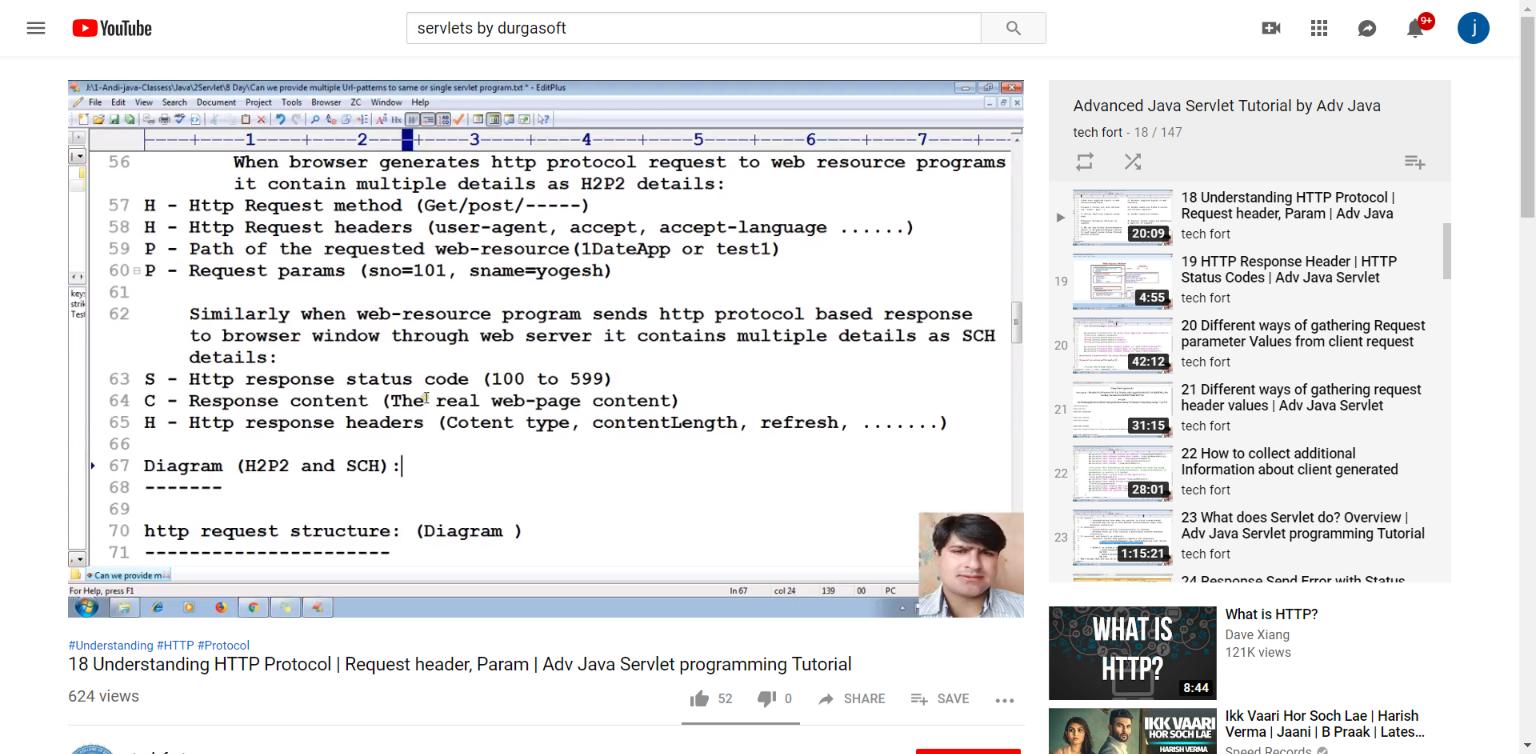 YouTube
servlets by durgasoft
9+
j
J:\1-Andi-java-Classess\Java\2Servlet\8 Day\Can we provide multiple Url-patterns to same or single servlet program.txt * - EditPlus
File Edit View Search Document Project Tools Browser ZC Window Help
----+----1----+----2----+----3----+----4----+----5----+----6----+----7----+--
56 When browser generates http protocol request to web resource programs
it contain multiple details as H2P2 details:
57 H - Http Request method (Get/post/-----)
58 H - Http Request headers (user-agent, accept, accept-language ......)
59 P - Path of the requested web-resource(1DateApp or test1)
60 P - Request params (sno=101, sname=yogesh)
61
62 Similarly when web-resource program sends http protocol based response
to browser window through web server it contains multiple details as SCH
details:
63 S - Http response status code (100 to 599)
64 C - Response content (The real web-page content)
65 H - Http response headers (Cotent type, contentLength, refresh, .......)
66
67 Diagram (H2P2 and SCH):
68 -------
69
70 http request structure: (Diagram )
71 ----------------------
key:
strik
Test
Can we provide m
For Help, press F1 ln 67 col 24 139 00 PC
#Understanding #HTTP #Protocol
18 Understanding HTTP Protocol | Request header, Param | Adv Java Servlet programming Tutorial
624 views
52 0 SHARE SAVE
Advanced Java Servlet Tutorial by Adv Java
tech fort - 18 / 147
18 Understanding HTTP Protocol |
Request header, Param | Adv Java
20:09
tech fort
19
19 HTTP Response Header | HTTP
Status Codes | Adv Java Servlet
4:55
tech fort
20
20 Different ways of gathering Request
parameter Values from client request
42:12
tech fort
21
21 Different ways of gathering request
header values | Adv Java Servlet
31:15
tech fort
22
22 How to collect additional
Information about client generated
28:01
tech fort
23
23 What does Servlet do? Overview |
Servlet programming Tutorial
1:15:21
tech fort
24 Response Send Error with Status
WHAT IS
HTTP?
8:44
What is HTTP?
Dave Xiang
121K views
IKK VAARI
HOR SOCH LAE
HARISH
VERMA
Ikk Vaari Hor Soch Lae | Harish
Verma | Jaani | B Praak | Lates...
Speed Records